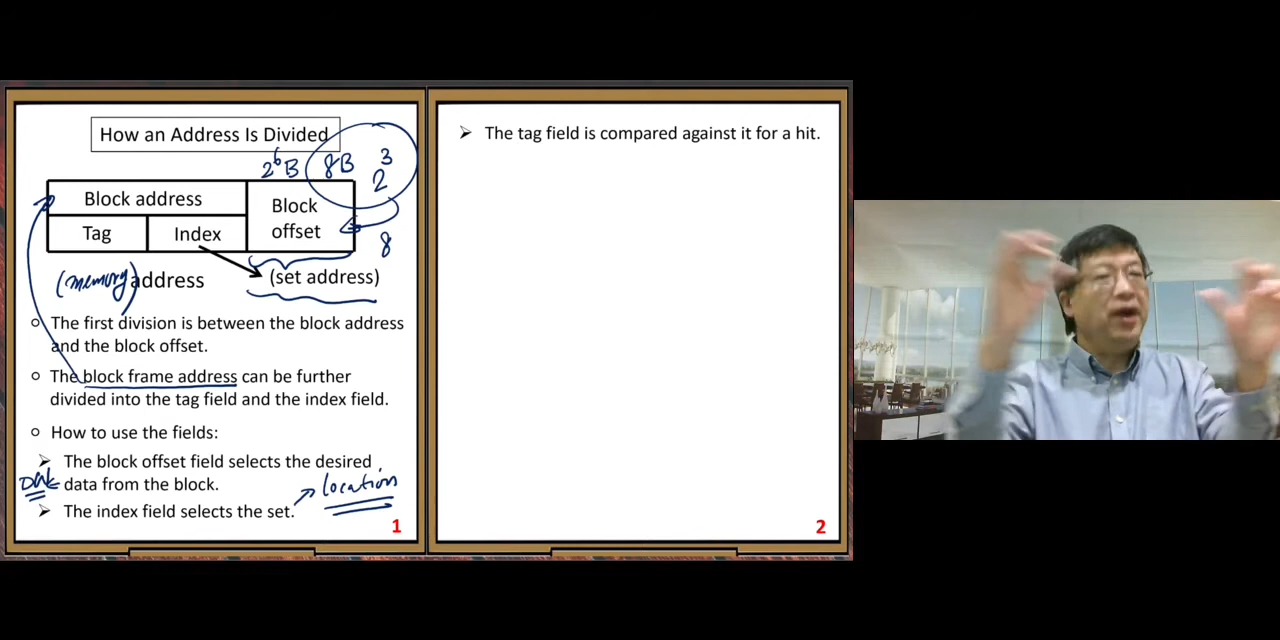 How an Address Is Divided
2⁶B 8B 2³
Block address
Block
offset
Tag
Index
8
(memory) address
(set address)
The first division is between the block address
and the block offset.
The block frame address can be further
divided into the tag field and the index field.
How to use the fields:
The block offset field selects the desired
data from the block.
location
The index field selects the set.
1
The tag field is compared against it for a hit.
2